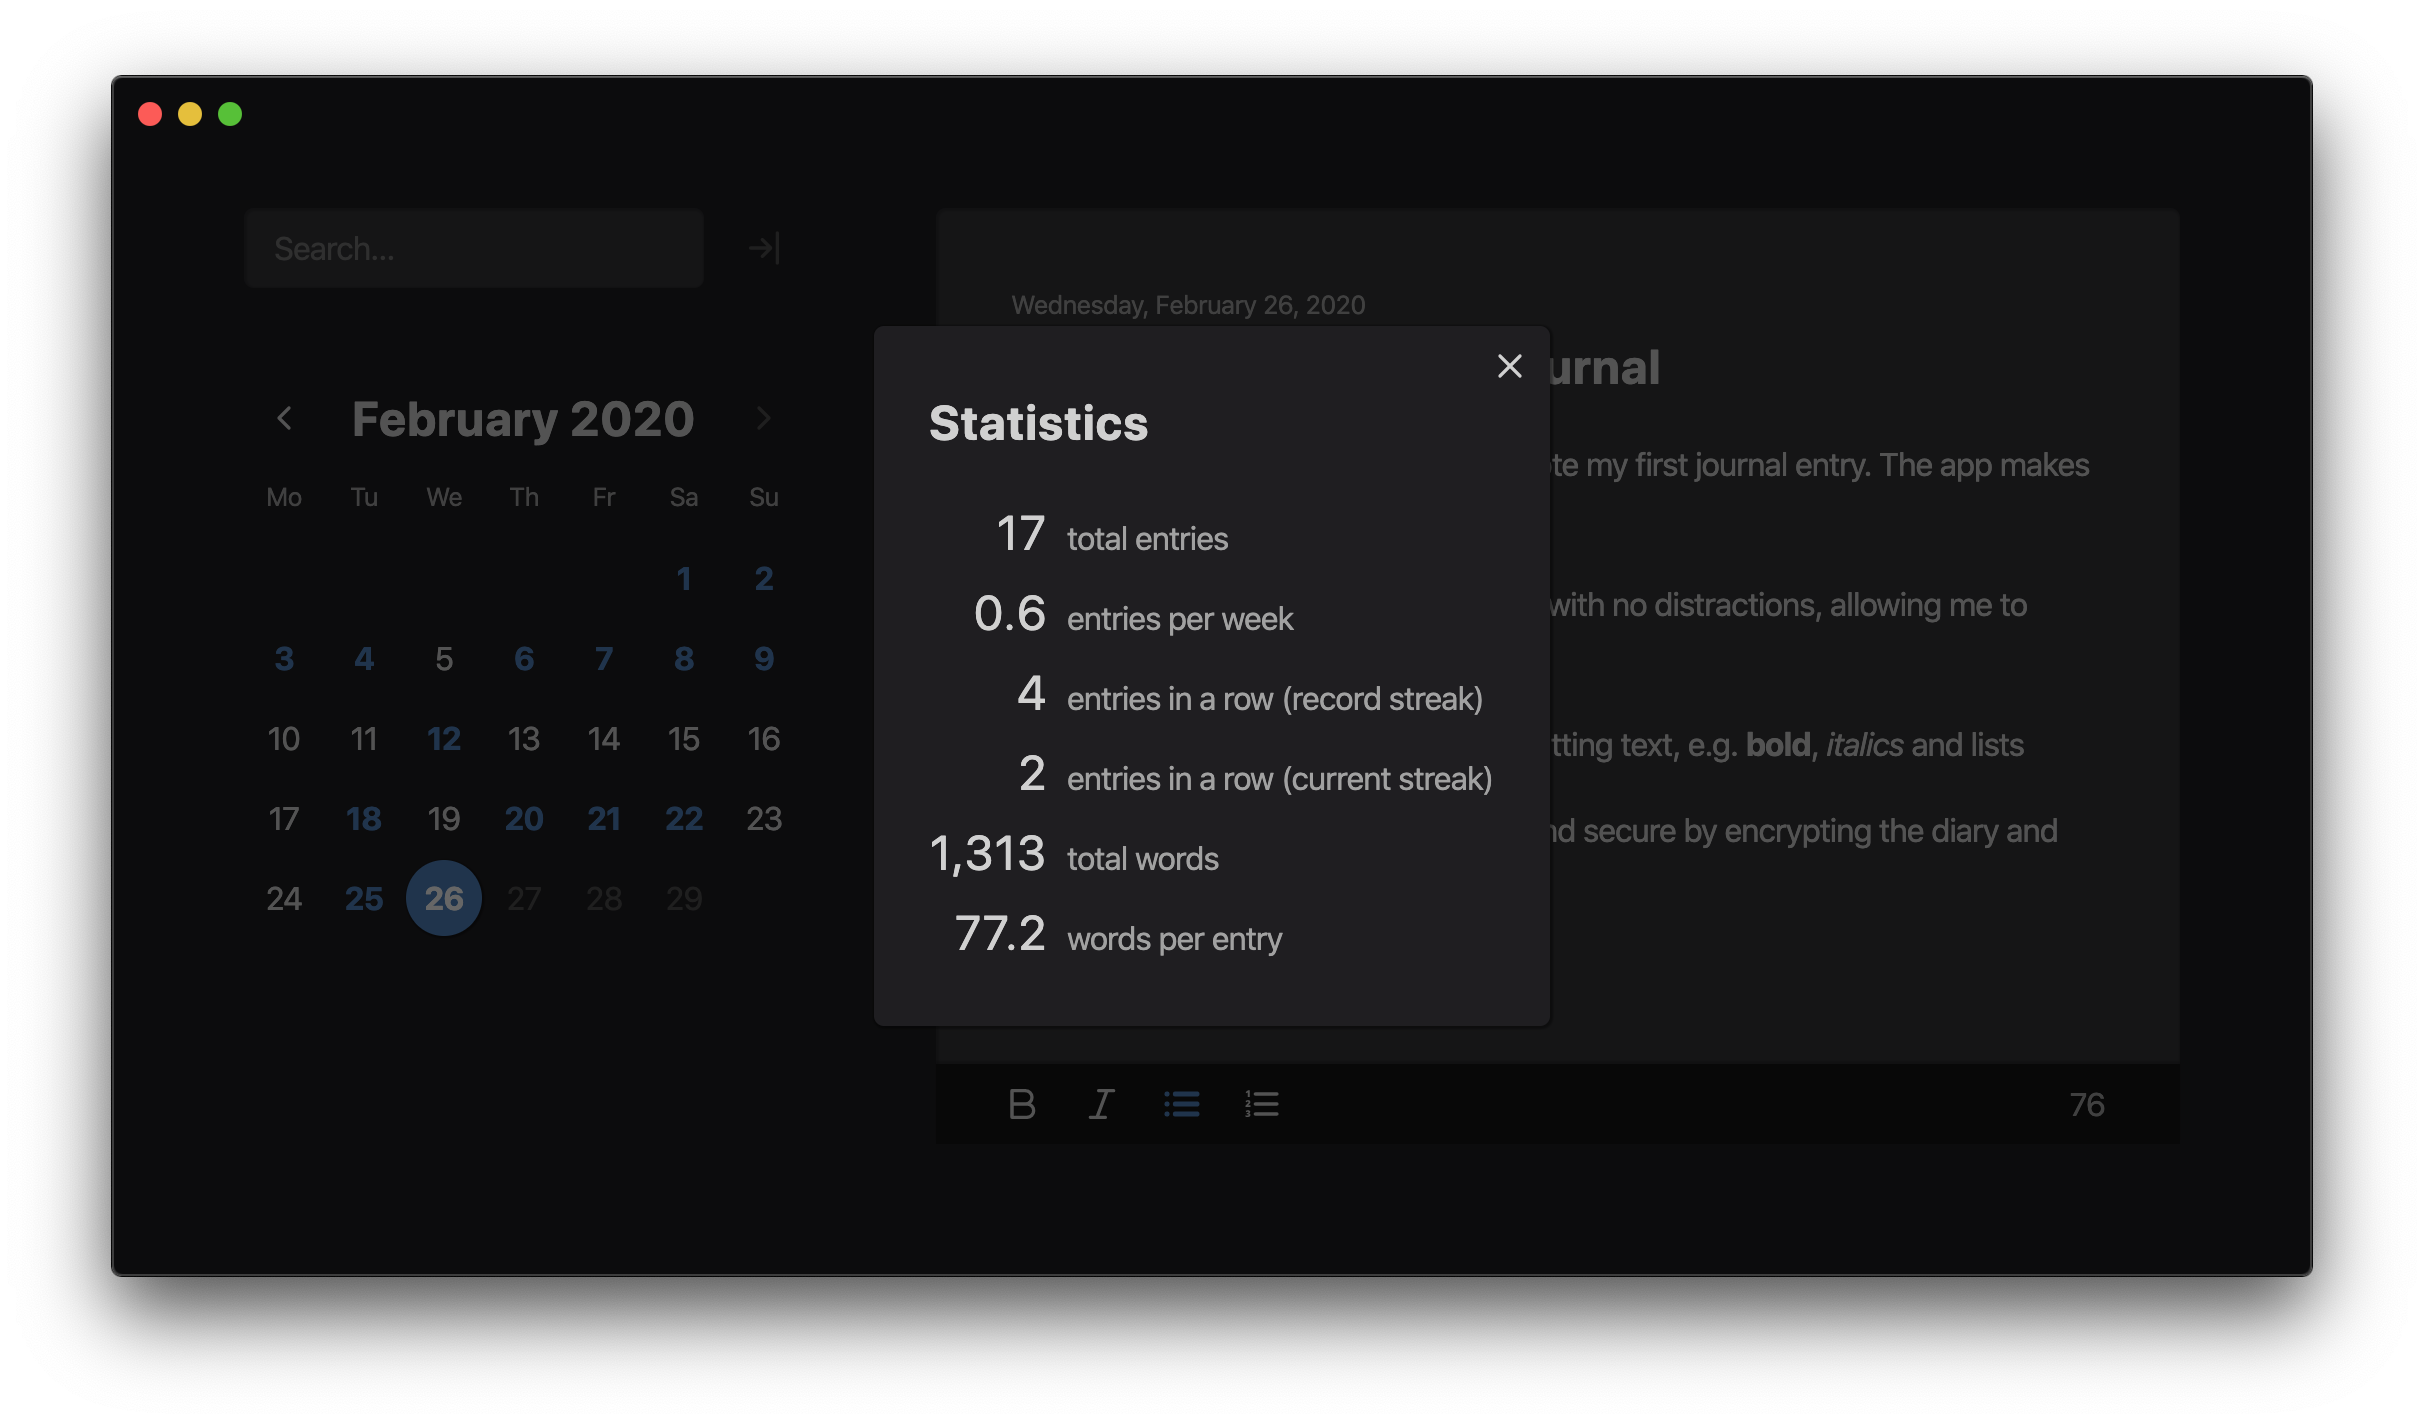 Search...
February 2020
Mo Tu We Th Fr Sa Su
1 2
3 4 5 6 7 8 9
10 11 12 13 14 15 16
17 18 19 20 21 22 23
24 25 26 27 28 29
Wednesday, February 26, 2020
my first journal entry. The app makes
with no distractions, allowing me to
text, e.g. bold, italics and lists
secure by encrypting the diary and
Statistics
17 total entries
0.6 entries per week
4 entries in a row (record streak)
2 entries in a row (current streak)
1,313 total words
77.2 words per entry
B I
76